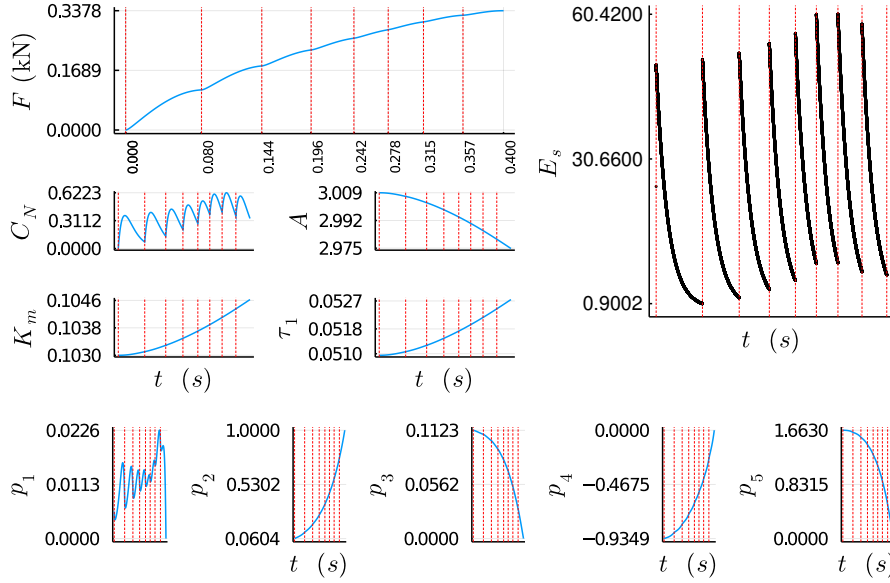 F (kN)
0.3378
0.1689
0.0000
0.000
0.080
0.144
0.196
0.242
0.278
0.315
0.357
0.400
E_s
60.4200
30.6600
0.9002
t (s)
C_N
0.6223
0.3112
0.0000
A
3.009
2.992
2.975
K_m
0.1046
0.1038
0.1030
t (s)
τ_1
0.0527
0.0518
0.0510
t (s)
p_1
0.0226
0.0113
0.0000
p_2
1.0000
0.5302
0.0604
t (s)
p_3
0.1123
0.0562
0.0000
p_4
0.0000
−0.4675
−0.9349
t (s)
p_5
1.6630
0.8315
0.0000
t (s)